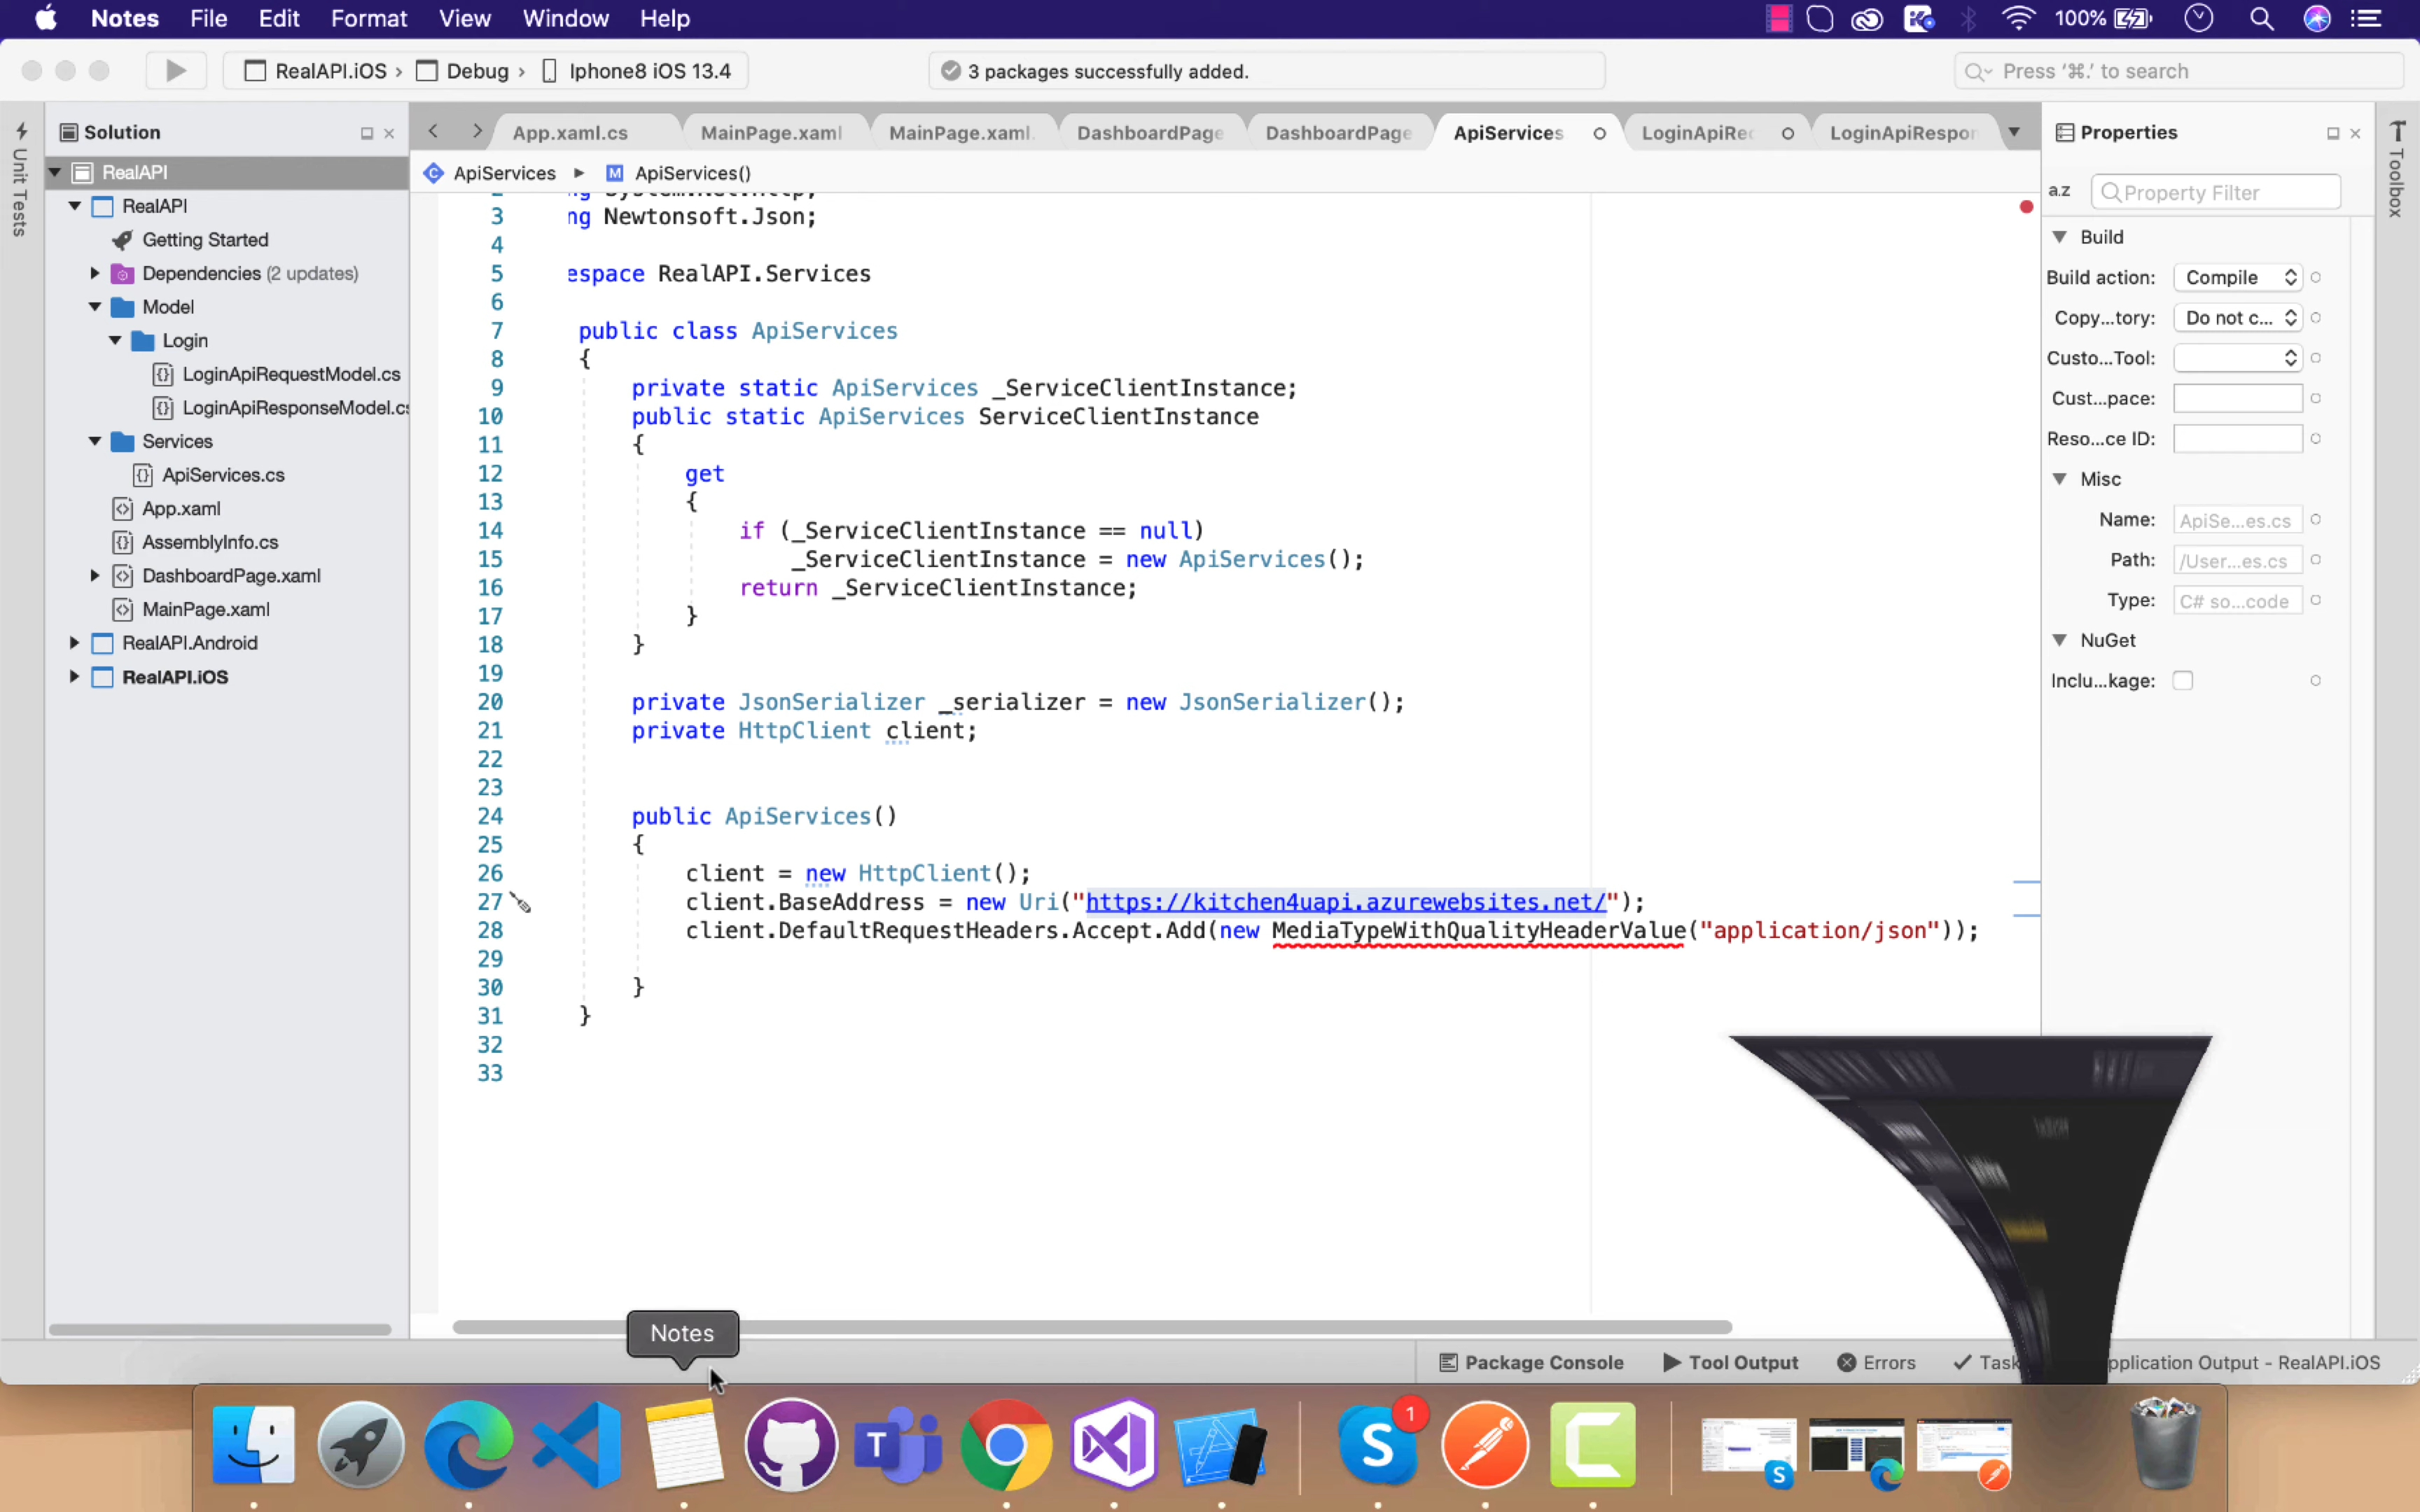 Notes File Edit Format View Window Help 100%
RealAPI.iOS › Debug › Iphone8 iOS 13.4
3 packages successfully added.
Press ‘⌘.’ to search
Unit Tests
Solution
RealAPI
RealAPI
Getting Started
Dependencies (2 updates)
Model
Login
LoginApiRequestModel.cs
LoginApiResponseModel.cs
Services
ApiServices.cs
App.xaml
AssemblyInfo.cs
DashboardPage.xaml
MainPage.xaml
RealAPI.Android
RealAPI.iOS
App.xaml.cs MainPage.xaml MainPage.xaml. DashboardPage DashboardPage ApiServices LoginApiRec LoginApiRespon
ApiServices ▸ M ApiServices()
3 ng Newtonsoft.Json;
4
5 espace RealAPI.Services
6
7 public class ApiServices
8 {
9 private static ApiServices _ServiceClientInstance;
10 public static ApiServices ServiceClientInstance
11 {
12 get
13 {
14 if (_ServiceClientInstance == null)
15 _ServiceClientInstance = new ApiServices();
16 return _ServiceClientInstance;
17 }
18 }
19
20 private JsonSerializer _serializer = new JsonSerializer();
21 private HttpClient client;
22
23
24 public ApiServices()
25 {
26 client = new HttpClient();
27 client.BaseAddress = new Uri("https://kitchen4uapi.azurewebsites.net/");
28 client.DefaultRequestHeaders.Accept.Add(new MediaTypeWithQualityHeaderValue("application/json"));
29
30 }
31 }
32
33
Properties
Toolbox
a.z Property Filter
Build
Build action: Compile
Copy...tory: Do not c...
Custo...Tool:
Cust...pace:
Reso...ce ID:
Misc
Name: ApiSe...es.cs
Path: /User...es.cs
Type: C# so...code
NuGet
Inclu...kage:
Notes
Package Console Tool Output Errors Task pplication Output - RealAPI.iOS
T
S 1
S